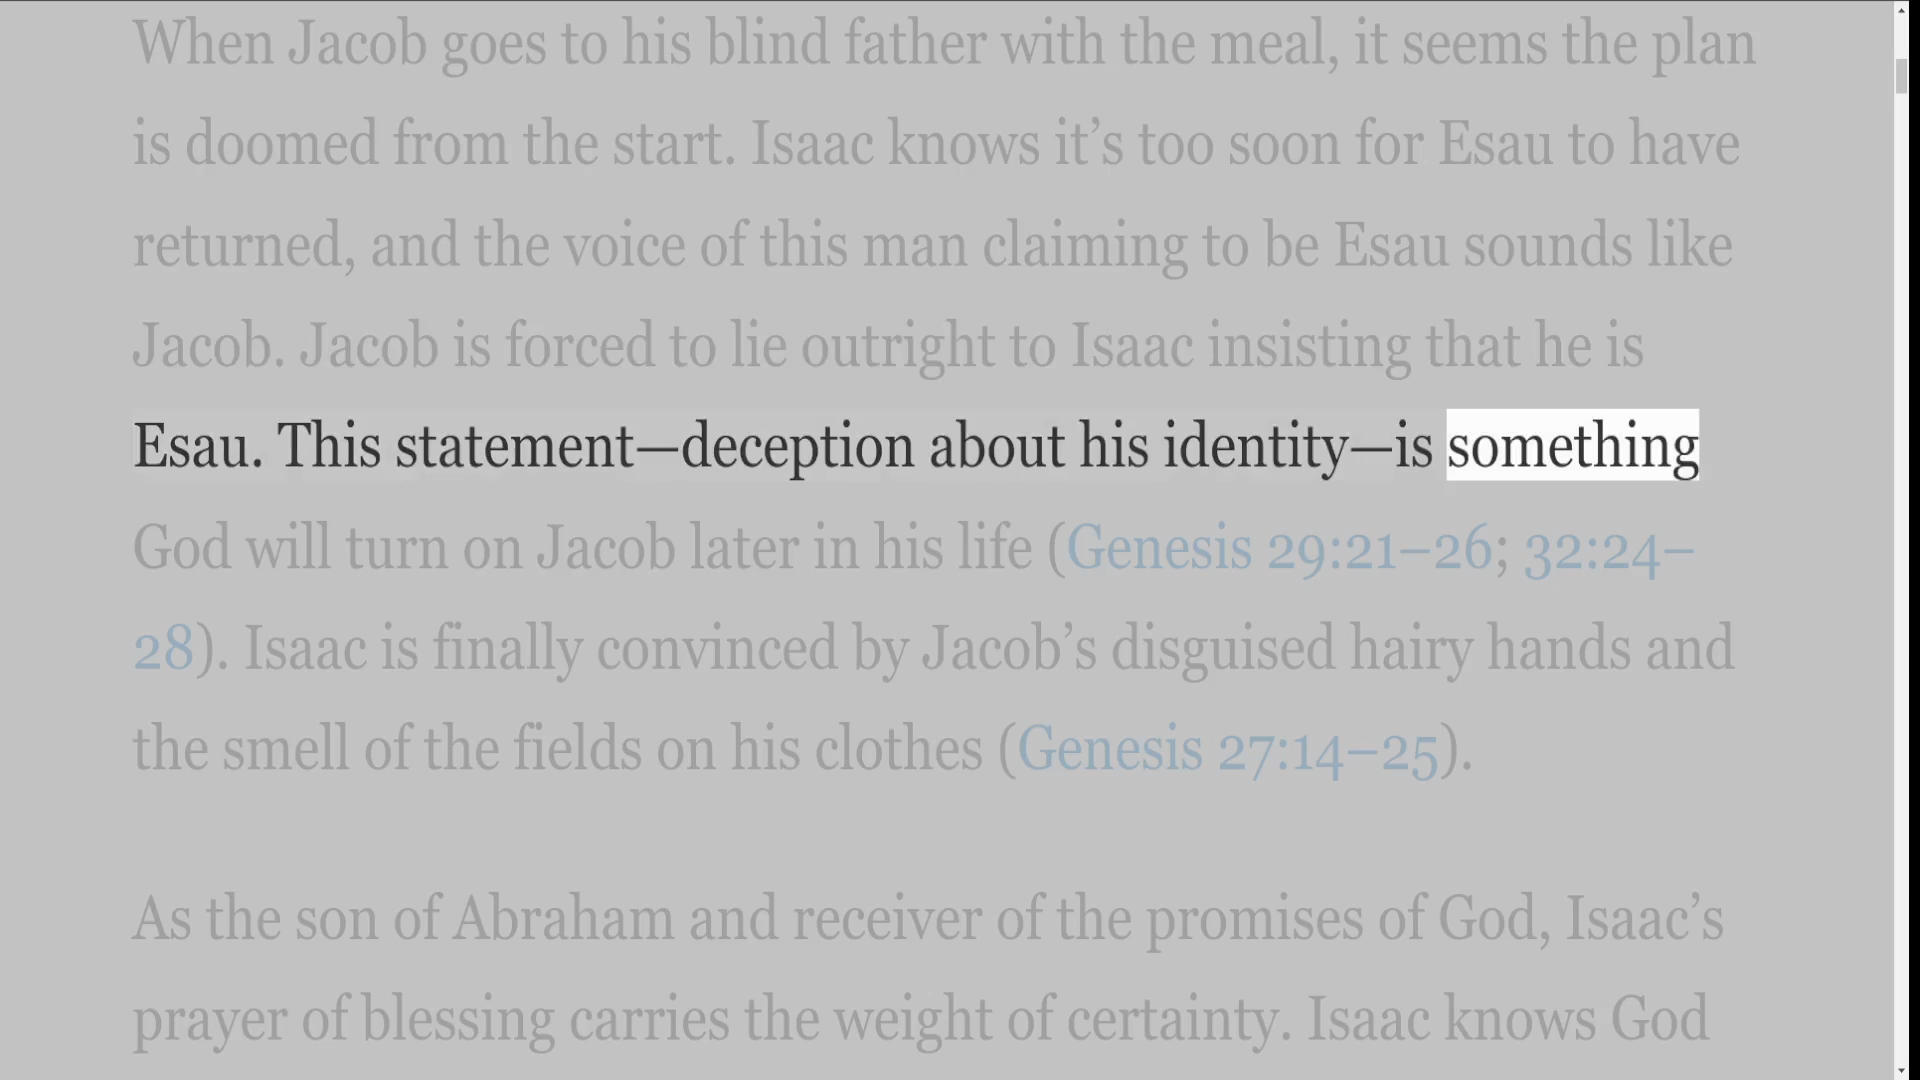 When Jacob goes to his blind father with the meal, it seems the plan
is doomed from the start. Isaac knows it’s too soon for Esau to have
returned, and the voice of this man claiming to be Esau sounds like
Jacob. Jacob is forced to lie outright to Isaac insisting that he is
Esau. This statement—deception about his identity—is something
God will turn on Jacob later in his life (Genesis 29:21–26; 32:24–
28). Isaac is finally convinced by Jacob’s disguised hairy hands and
the smell of the fields on his clothes (Genesis 27:14–25).
As the son of Abraham and receiver of the promises of God, Isaac’s
prayer of blessing carries the weight of certainty. Isaac knows God